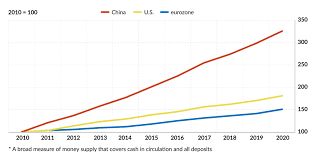 2010 = 100
China U.S. eurozone
350
300
250
200
150
100
2010 2011 2012 2013 2014 2015 2016 2017 2018 2019 2020
* A broad measure of money supply that covers cash in circulation and all deposits